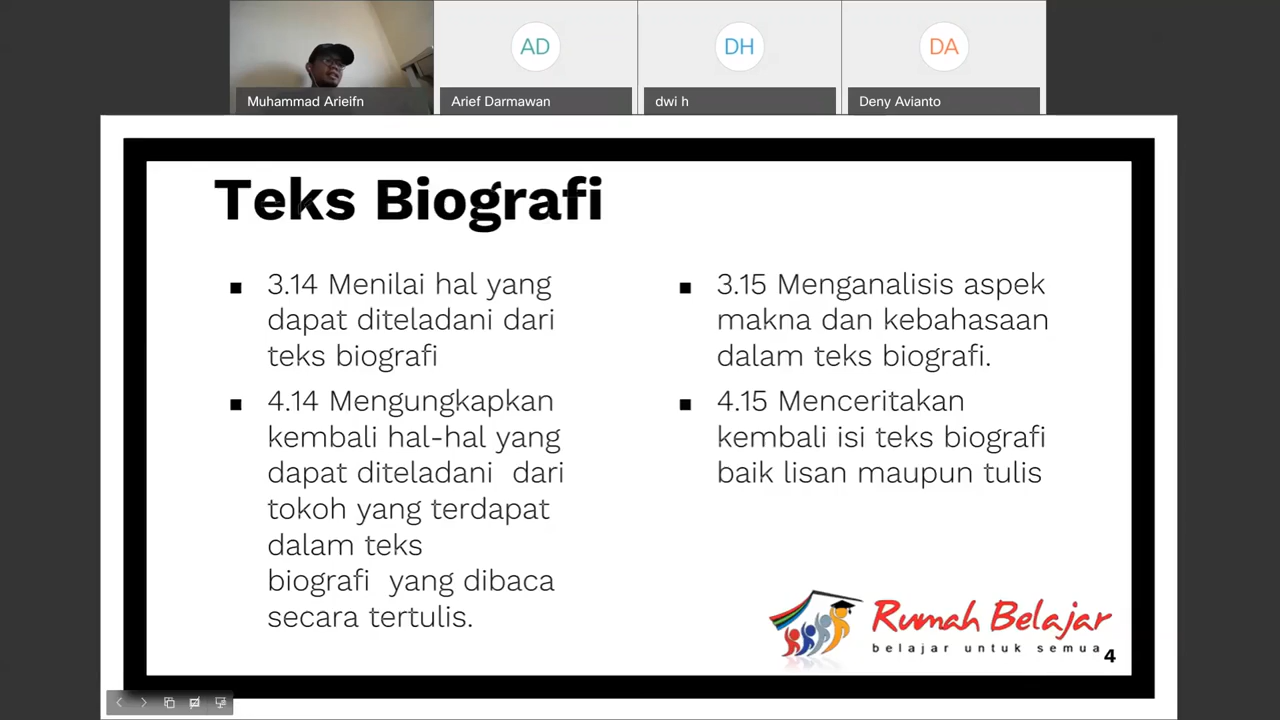 AD
DH
DA
Muhammad Arieifn
Arief Darmawan
dwi h
Deny Avianto
Teks Biografi
3.14 Menilai hal yang
dapat diteladani dari
teks biografi
4.14 Mengungkapkan
kembali hal-hal yang
dapat diteladani dari
tokoh yang terdapat
dalam teks
biografi yang dibaca
secara tertulis.
3.15 Menganalisis aspek
makna dan kebahasaan
dalam teks biografi.
4.15 Menceritakan
kembali isi teks biografi
baik lisan maupun tulis
Rumah Belajar
belajar untuk semua
4